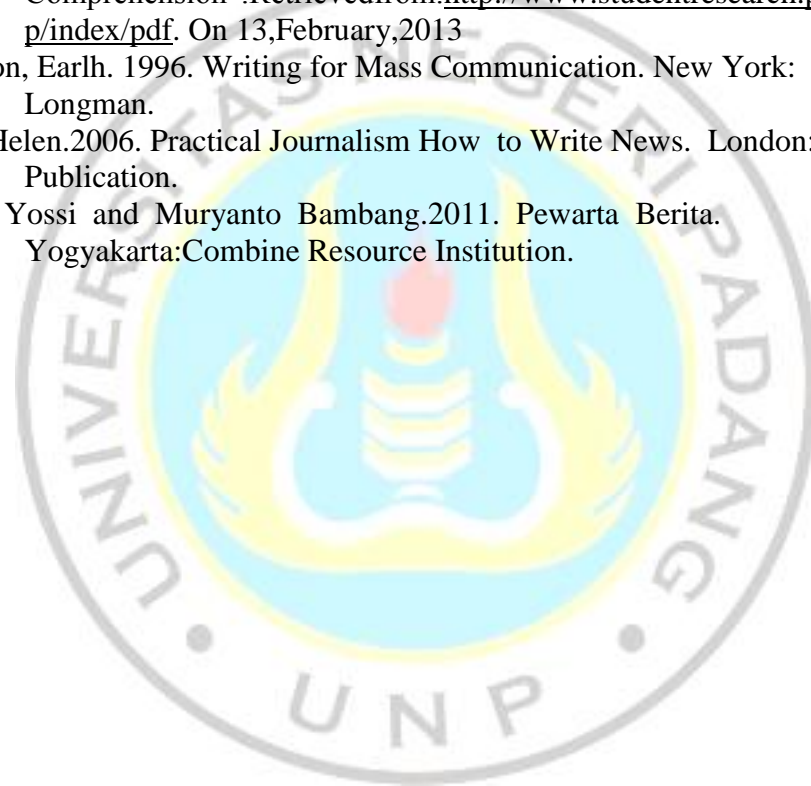 Comprehension”.Retrievedfrom.http://www.studentresearch.p
p/index/pdf. On 13,February,2013
on, Earlh. 1996. Writing for Mass Communication. New York:
Longman.
Helen.2006. Practical Journalism How to Write News. London:
Publication.
Yossi and Muryanto Bambang.2011. Pewarta Berita.
Yogyakarta:Combine Resource Institution.
UNIVERSITAS NEGERI PADANG
UNP